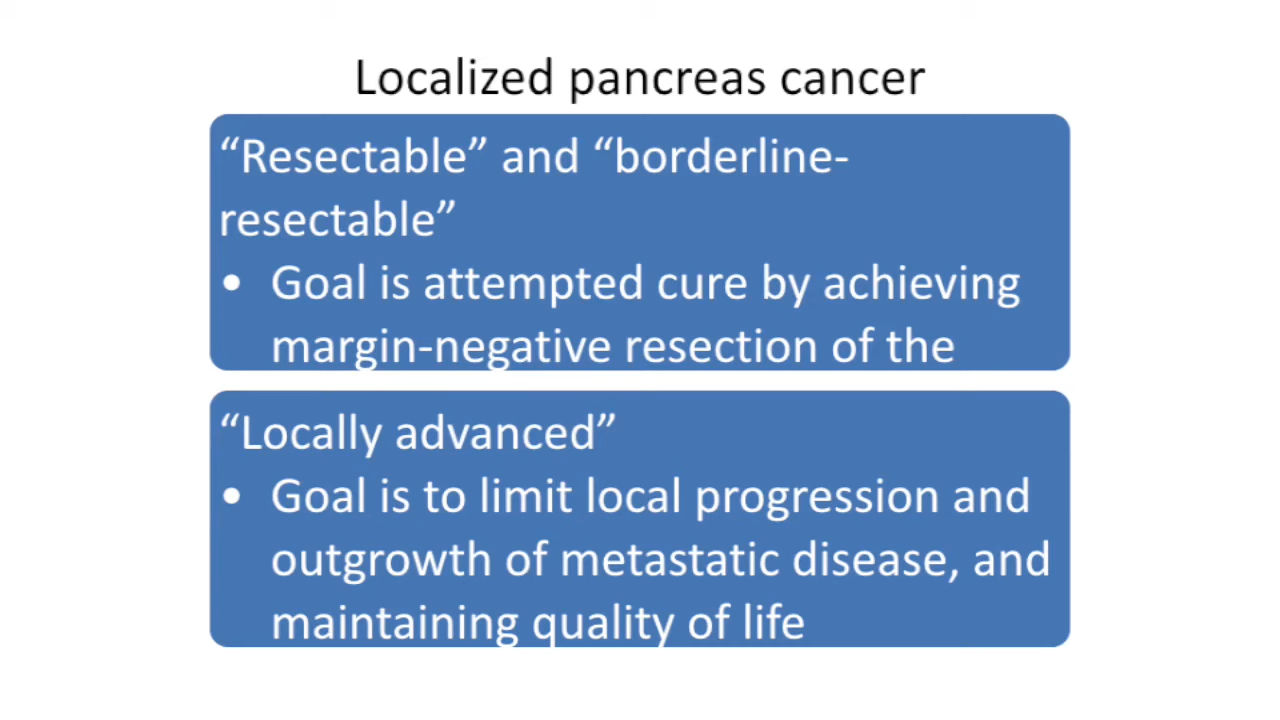 Localized pancreas cancer
“Resectable” and “borderline-
resectable”
• Goal is attempted cure by achieving
margin-negative resection of the
“Locally advanced”
• Goal is to limit local progression and
outgrowth of metastatic disease, and
maintaining quality of life